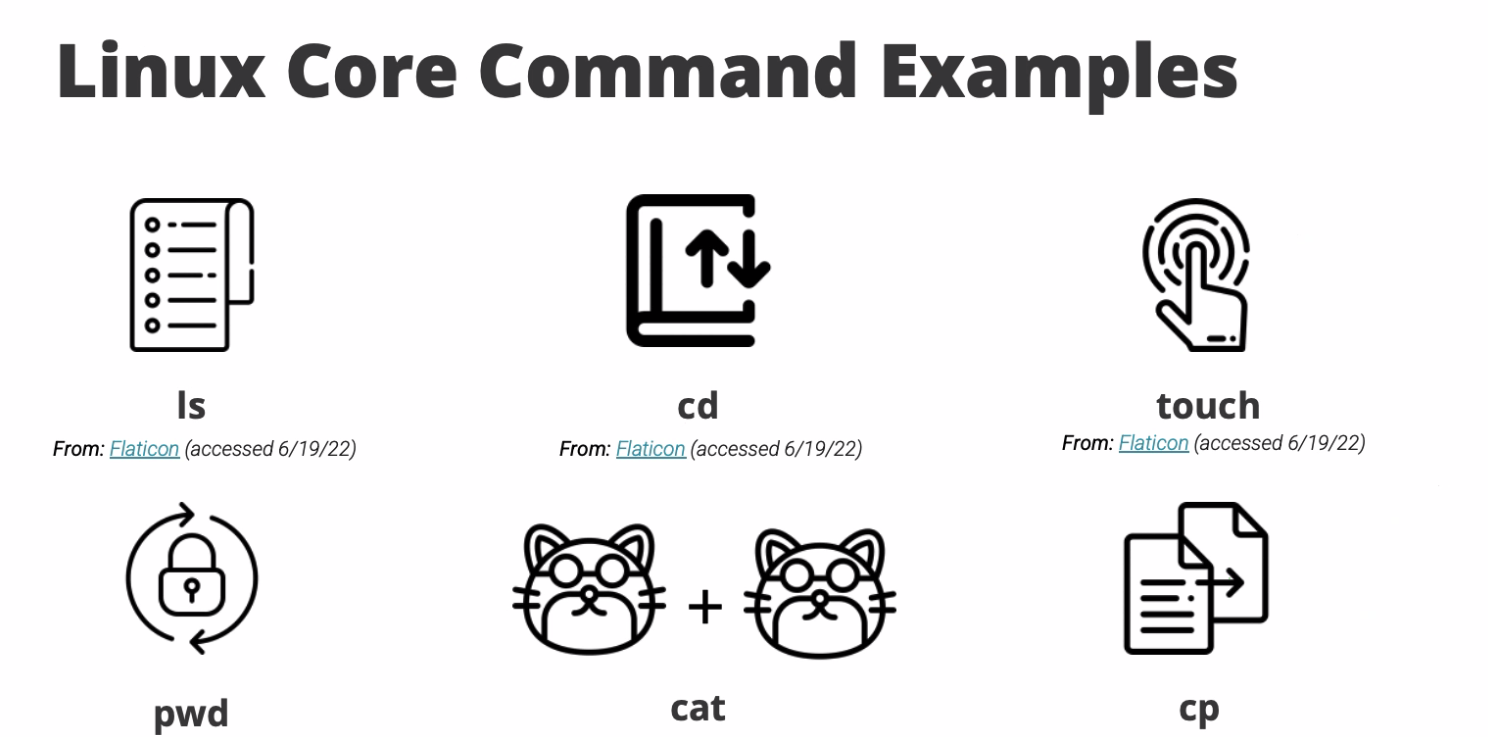 Linux Core Command Examples
ls
cd
touch
From: Flaticon (accessed 6/19/22)
From: Flaticon (accessed 6/19/22)
From: Flaticon (accessed 6/19/22)
pwd
cat
cp